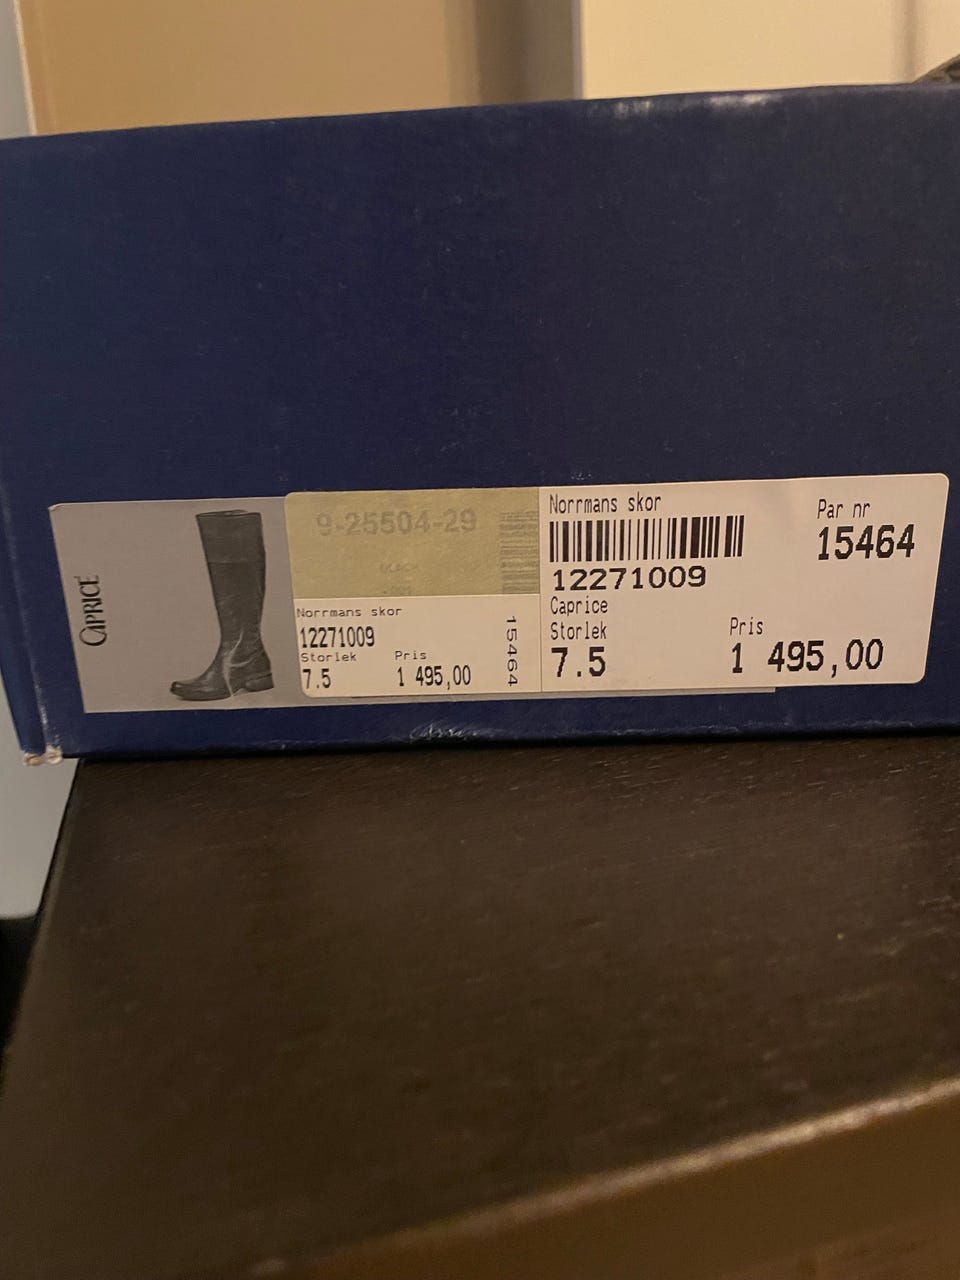 CAPRICE
9-25504-29
BLACK
Norrmans skor
12271009
Storlek Pris
7.5 1 495,00
15464
Norrmans skor
Par nr
15464
12271009
Caprice
Storlek
Pris
7.5
1 495,00